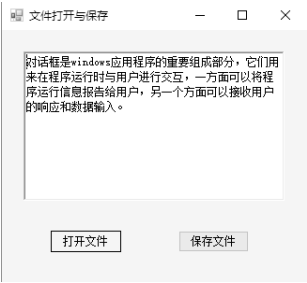 文件打开与保存
对话框是windows应用程序的重要组成部分，它们用
来在程序运行时与用户进行交互，一方面可以将程
序运行信息报告给用户，另一个方面可以接收用户
的响应和数据输入。
打开文件 保存文件